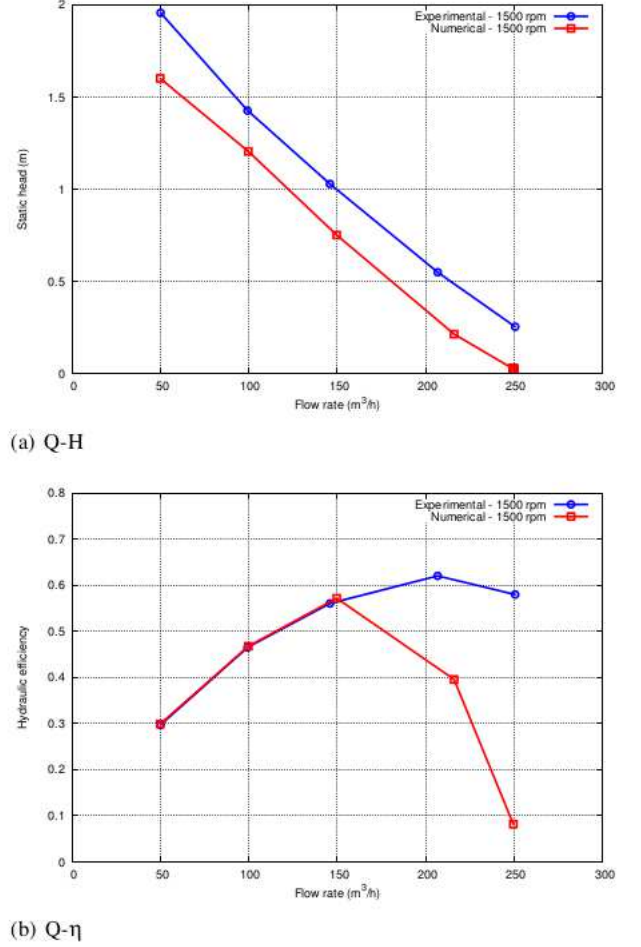 Experimental - 1500 rpm
Numerical - 1500 rpm
2
1.5
1
0.5
0
Static head (m)
0 50 100 150 200 250 300
Flow rate (m³/h)
(a) Q-H
Experimental - 1500 rpm
Numerical - 1500 rpm
0.8
0.7
0.6
0.5
0.4
0.3
0.2
0.1
0
Hydraulic efficiency
0 50 100 150 200 250 300
Flow rate (m³/h)
(b) Q-η